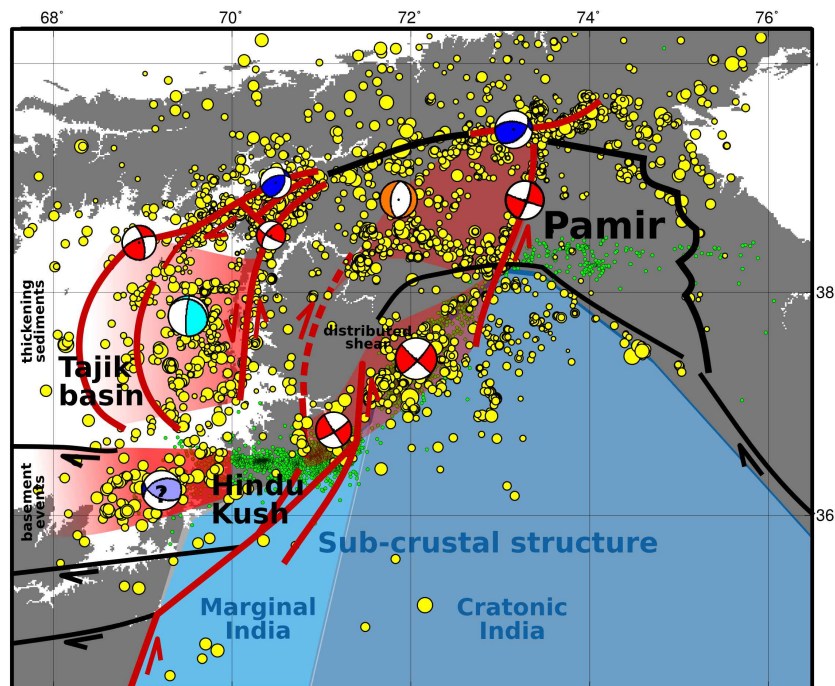 68°
70°
72°
74°
76°
Pamir
38
thickening
sediments
distributed
shear
Tajik
basin
?
Hindu
Kush
basement
events
36
Sub-crustal structure
Marginal
India
Cratonic
India